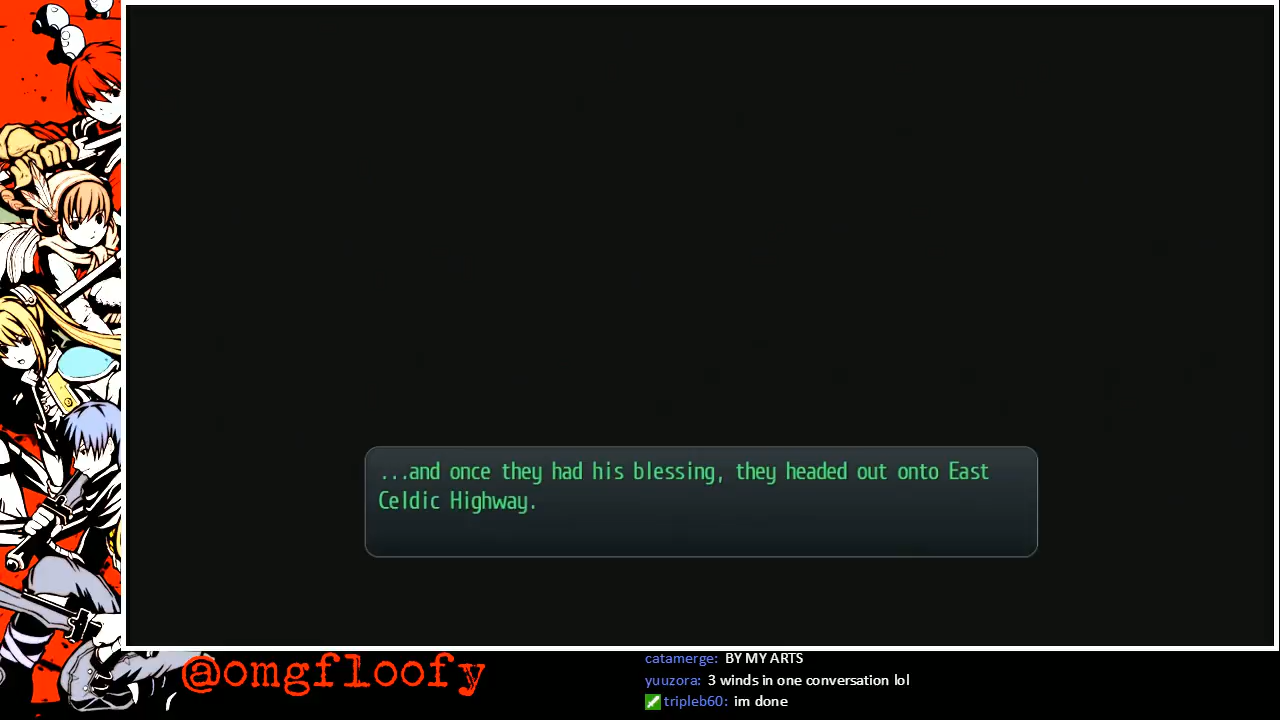 ...and once they had his blessing, they headed out onto East
Celdic Highway.
@omgfloofy
catamerge: BY MY ARTS
yuuzora: 3 winds in one conversation lol
tripleb60: im done